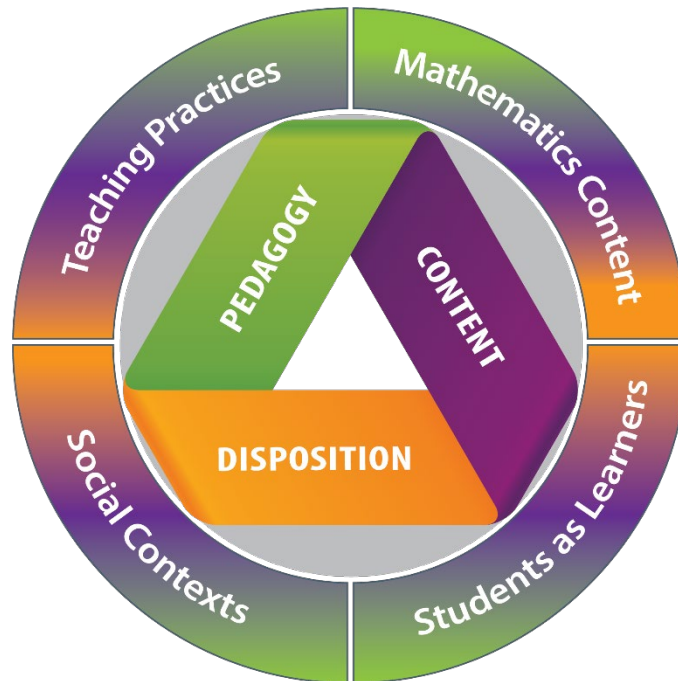 Teaching Practices
Mathematics Content
PEDAGOGY
CONTENT
DISPOSITION
Social Contexts
Students as Learners